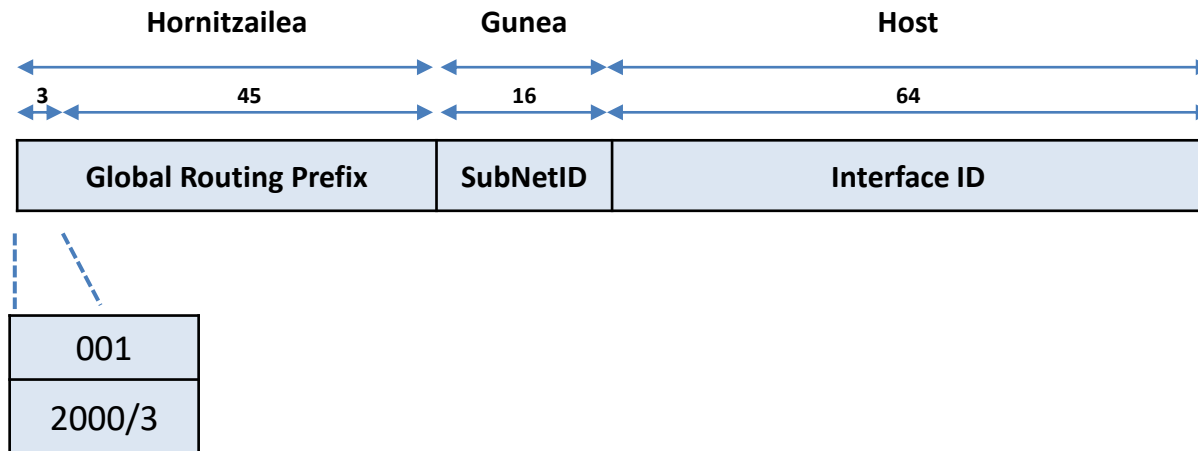 Hornitzailea Gunea Host
3 45 16 64
Global Routing Prefix SubNetID Interface ID
001
2000/3